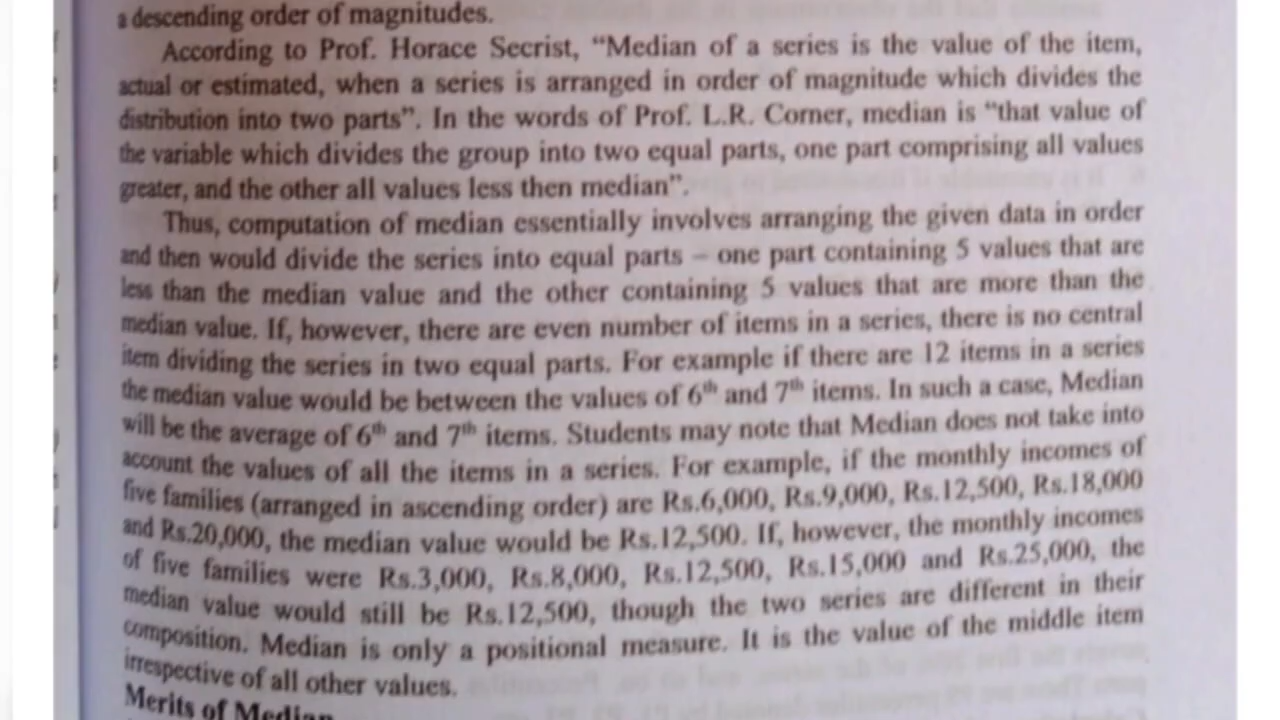 a descending order of magnitudes.
According to Prof. Horace Secrist, “Median of a series is the value of the item,
actual or estimated, when a series is arranged in order of magnitude which divides the
distribution into two parts”. In the words of Prof. L.R. Corner, median is “that value of
the variable which divides the group into two equal parts, one part comprising all values
greater, and the other all values less then median”.
Thus, computation of median essentially involves arranging the given data in order
and then would divide the series into equal parts – one part containing 5 values that are
less than the median value and the other containing 5 values that are more than the
median value. If, however, there are even number of items in a series, there is no central
item dividing the series in two equal parts. For example if there are 12 items in a series
the median value would be between the values of 6th and 7th items. In such a case, Median
will be the average of 6th and 7th items. Students may note that Median does not take into
account the values of all the items in a series. For example, if the monthly incomes of
five families (arranged in ascending order) are Rs.6,000, Rs.9,000, Rs.12,500, Rs.18,000
and Rs.20,000, the median value would be Rs.12,500. If, however, the monthly incomes
of five families were Rs.3,000, Rs.8,000, Rs.12,500, Rs.15,000 and Rs.25,000, the
median value would still be Rs.12,500, though the two series are different in their
composition. Median is only a positional measure. It is the value of the middle item
irrespective of all other values.
Merits of Median